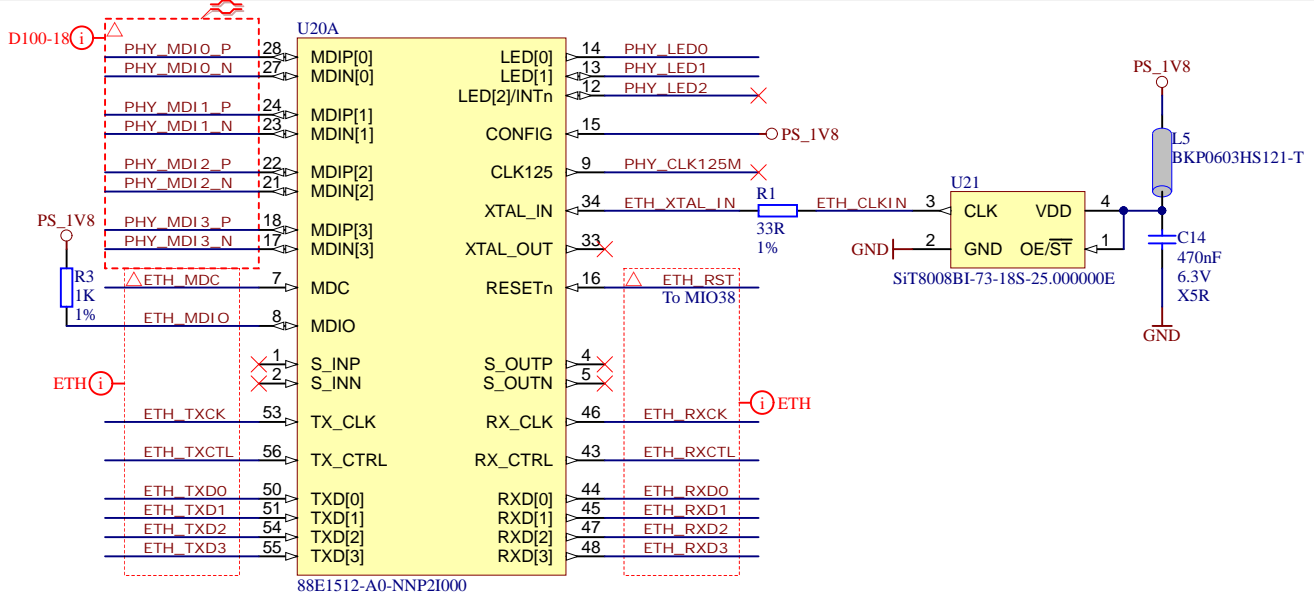 D100-18 i
U20A
PHY_MDI0_P 28 MDIP[0]
PHY_MDI0_N 27 MDIN[0]
PHY_MDI1_P 24 MDIP[1]
PHY_MDI1_N 23 MDIN[1]
PHY_MDI2_P 22 MDIP[2]
PHY_MDI2_N 21 MDIN[2]
PHY_MDI3_P 18 MDIP[3]
PHY_MDI3_N 17 MDIN[3]
PS_1V8
R3
1K
1%
ETH_MDC 7 MDC
ETH_MDIO 8 MDIO
1 S_INP
2 S_INN
ETH i
ETH_TXCK 53 TX_CLK
ETH_TXCTL 56 TX_CTRL
ETH_TXD0 50 TXD[0]
ETH_TXD1 51 TXD[1]
ETH_TXD2 54 TXD[2]
ETH_TXD3 55 TXD[3]
LED[0] 14 PHY_LED0
LED[1] 13 PHY_LED1
LED[2]/INTn 12 PHY_LED2
CONFIG 15 PS_1V8
CLK125 9 PHY_CLK125M
XTAL_IN 34 ETH_XTAL_IN
XTAL_OUT 33
RESETn 16 ETH_RST
To MIO38
S_OUTP 4
S_OUTN 5
i ETH
RX_CLK 46 ETH_RXCK
RX_CTRL 43 ETH_RXCTL
RXD[0] 44 ETH_RXD0
RXD[1] 45 ETH_RXD1
RXD[2] 47 ETH_RXD2
RXD[3] 48 ETH_RXD3
88E1512-A0-NNP2I000
R1
33R
1%
ETH_CLKIN
U21
3 CLK VDD 4
GND 2 GND OE/ST 1
SiT8008BI-73-18S-25.000000E
PS_1V8
L5
BKP0603HS121-T
C14
470nF
6.3V
X5R
GND